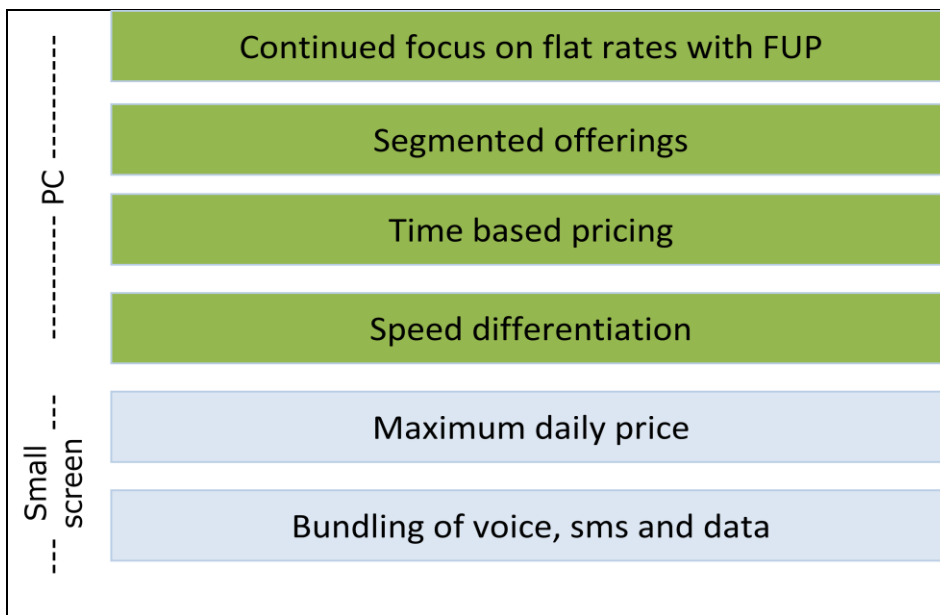 Continued focus on flat rates with FUP
Segmented offerings
PC
Time based pricing
Speed differentiation
Maximum daily price
Small
screen
Bundling of voice, sms and data